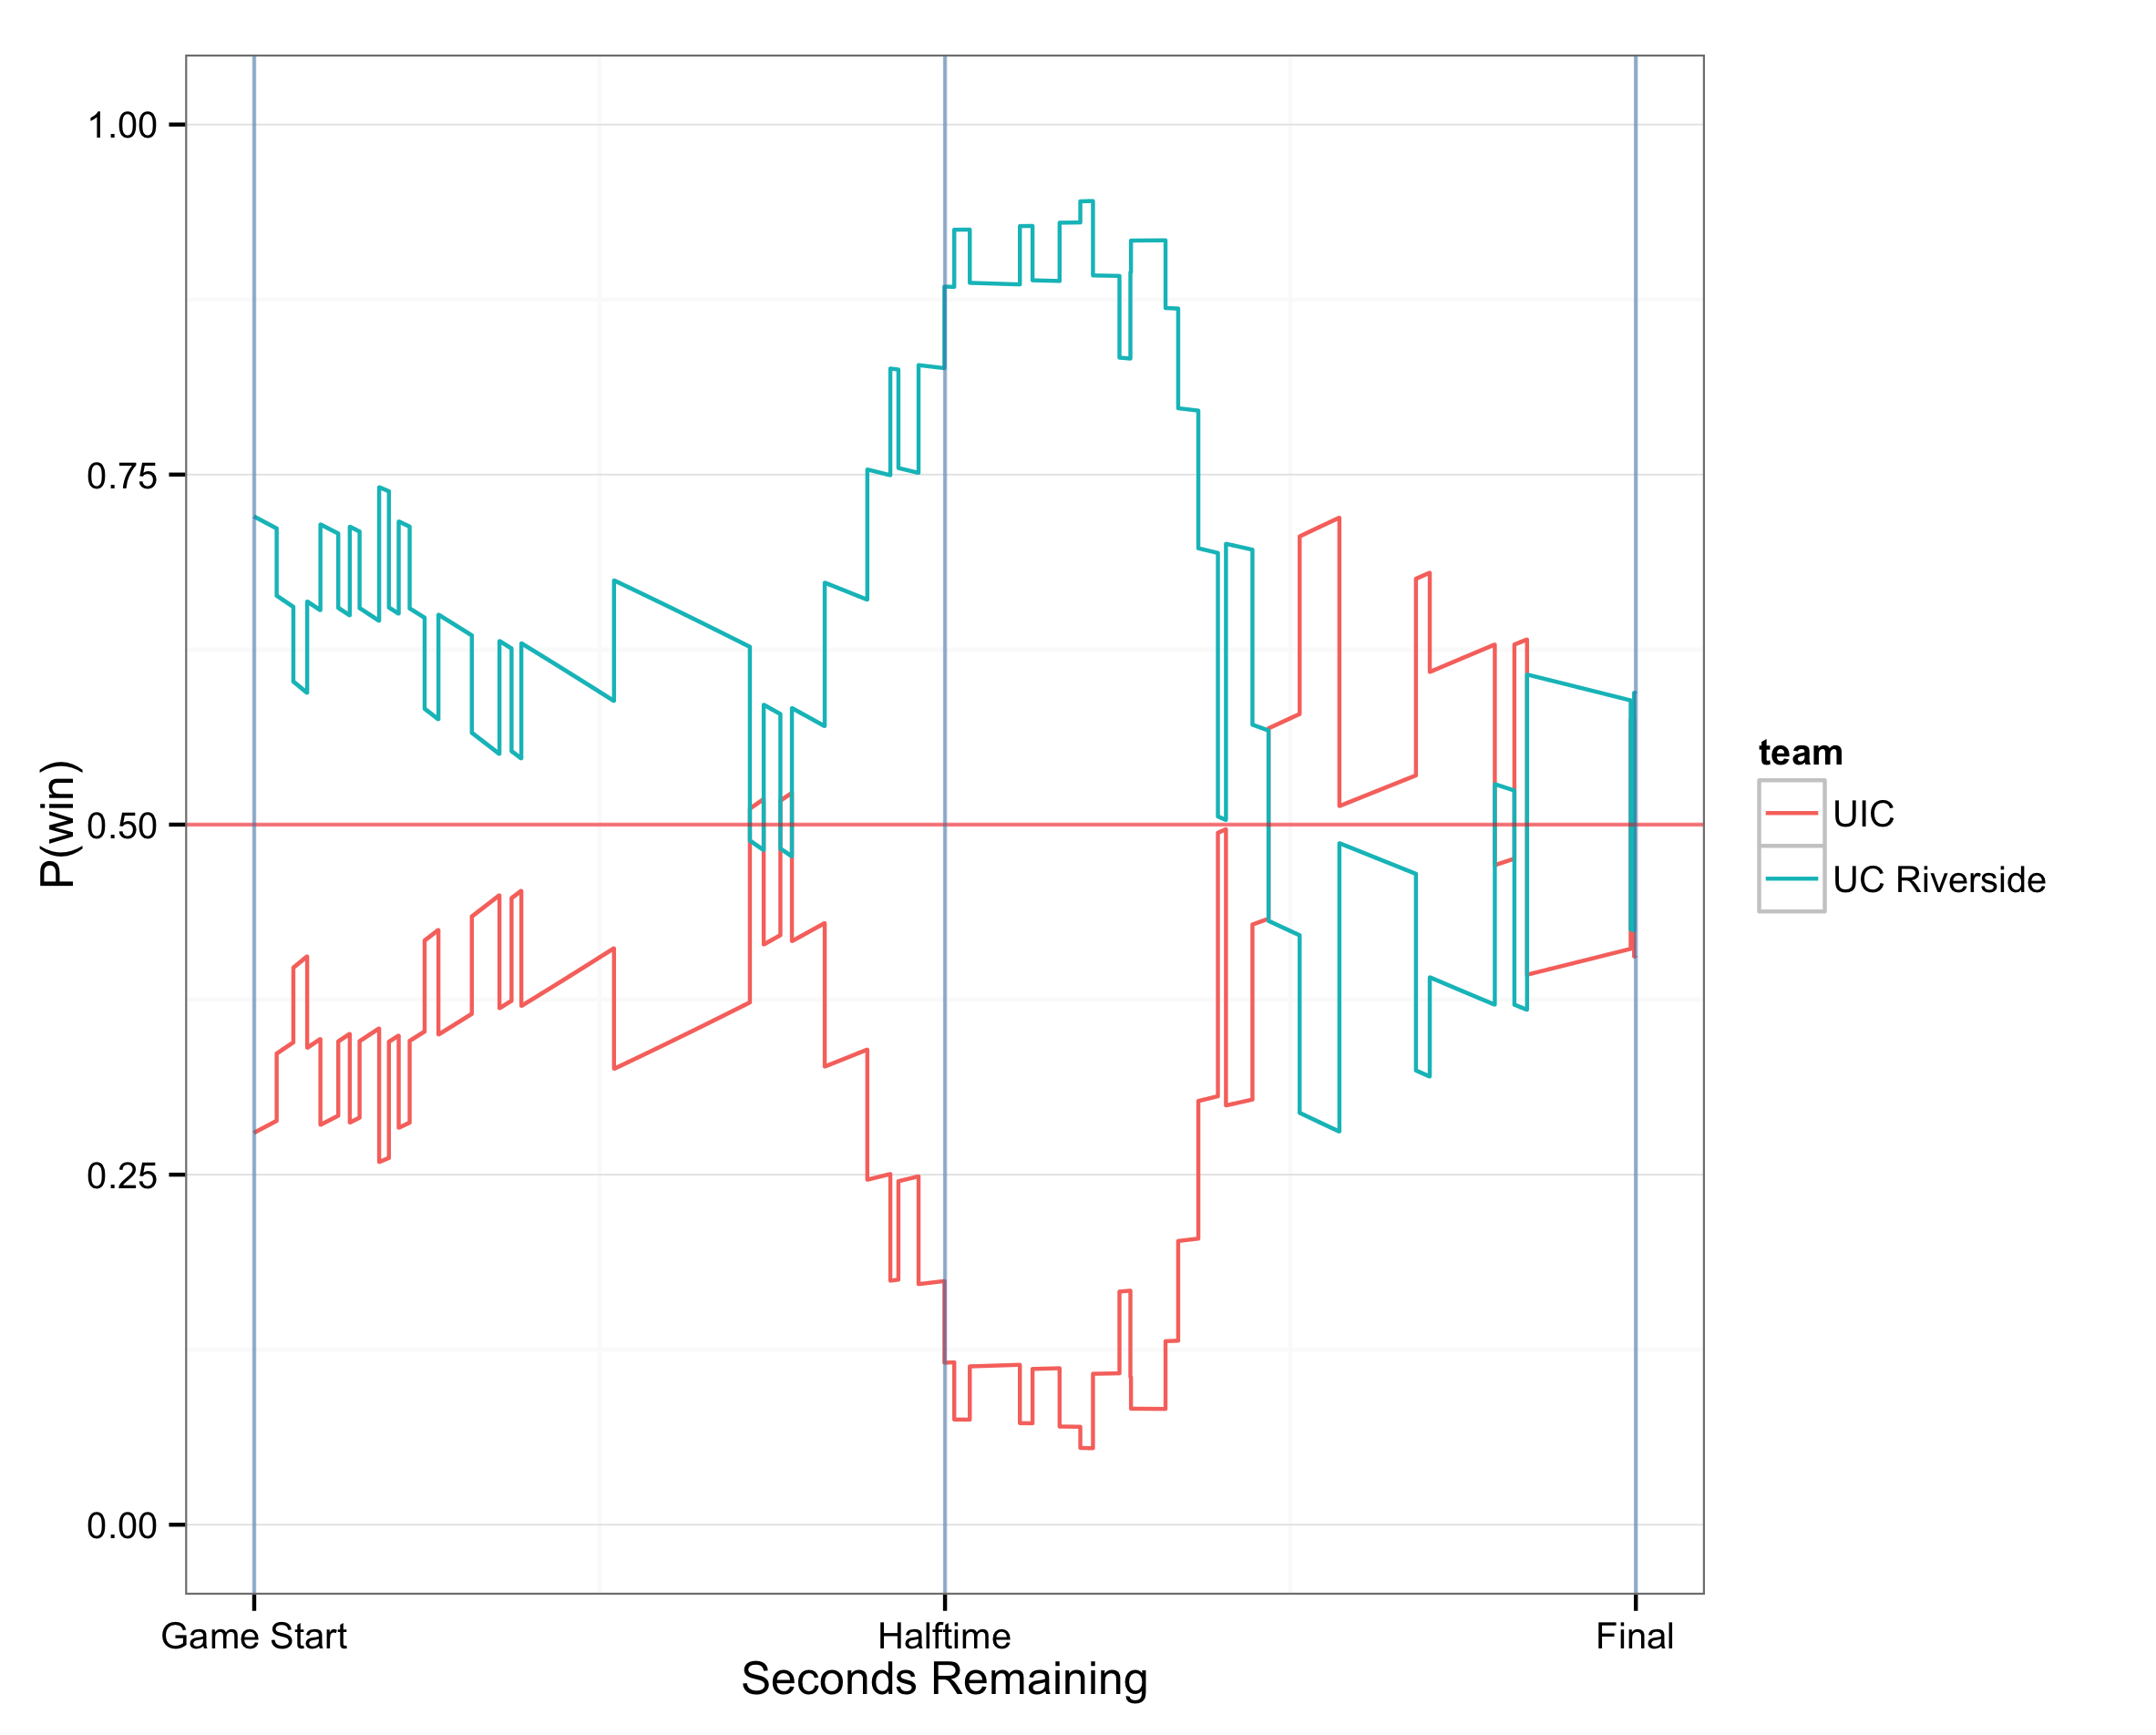 1.00
0.75
0.50
0.25
0.00
P(win)
Game Start
Halftime
Final
Seconds Remaining
team
UIC
UC Riverside